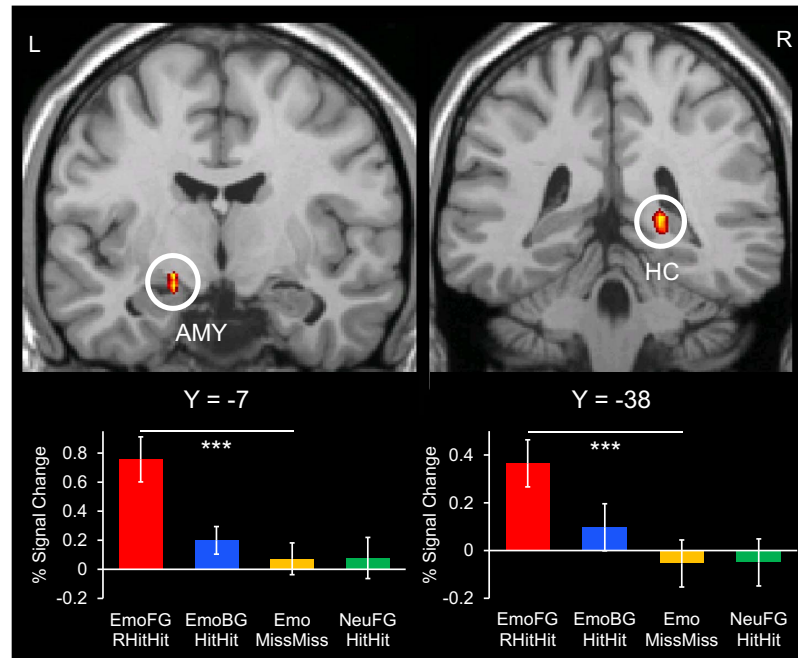 L
R
AMY
HC
Y = -7
Y = -38
% Signal Change
0.8
0.6
0.4
0.2
0
-0.2
***
EmoFG
RHitHit
EmoBG
HitHit
Emo
MissMiss
NeuFG
HitHit
% Signal Change
0.4
0.2
0
-0.2
***
EmoFG
RHitHit
EmoBG
HitHit
Emo
MissMiss
NeuFG
HitHit